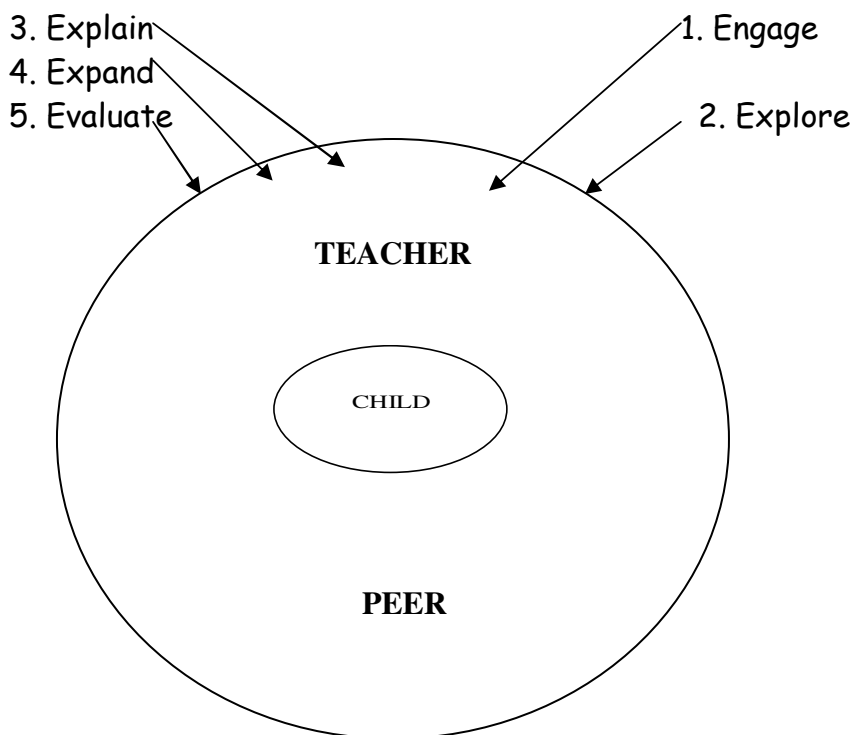 3. Explain
4. Expand
5. Evaluate
1. Engage
2. Explore
TEACHER
CHILD
PEER